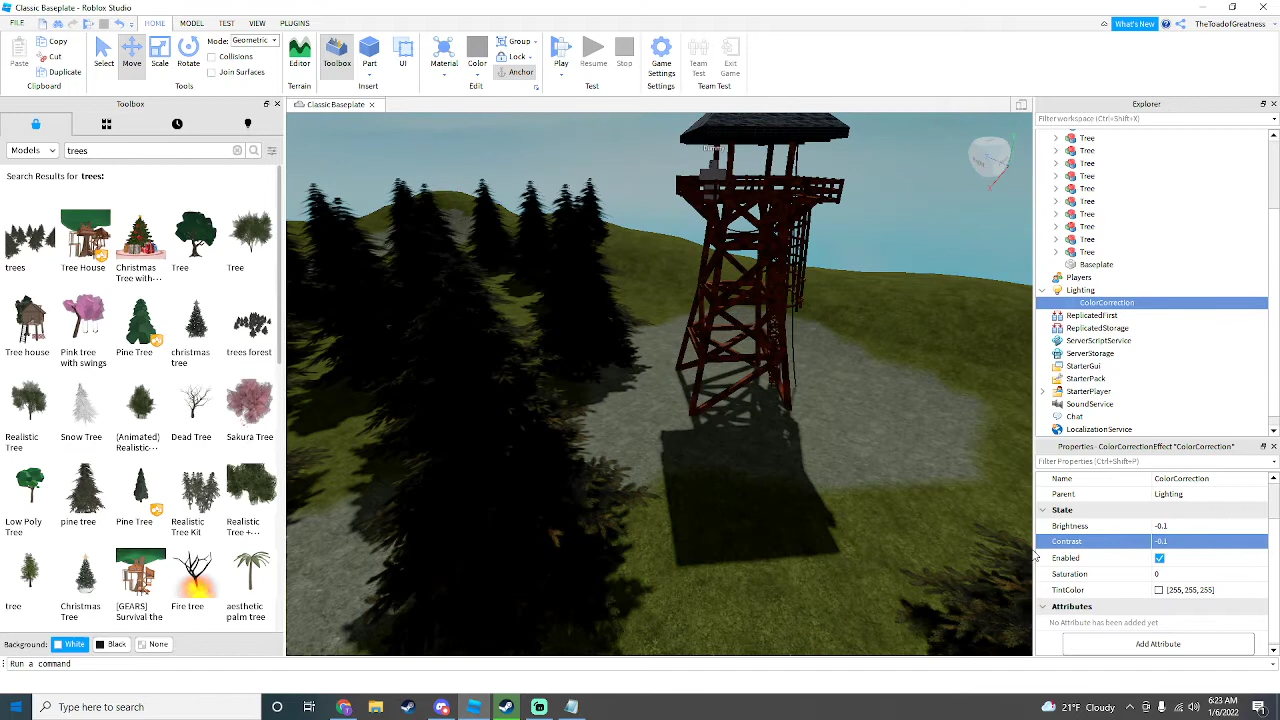 Classic Baseplate - Roblox Studio
FILE HOME MODEL TEST VIEW PLUGINS What's New TheToadofGreatness
Paste Copy Cut Duplicate Clipboard
Select Move Scale Rotate Mode: Geometric Collisions Join Surfaces Tools
Editor Terrain
Toolbox Part UI Insert
Material Color Group Lock Anchor Edit
Play Resume Stop Test
Game Settings Settings
Team Test Exit Game Team Test
Toolbox
Models trees
Search Results for trees:
trees Tree House Christmas Tree with... Tree Tree
Tree house Pink tree with swings Pine Tree christmas tree trees forest
Realistic Tree Snow Tree (Animated) Realistic... Dead Tree Sakura Tree
Low Poly Tree pine tree Pine Tree Realistic Tree Kit Realistic Tree +...
tree Christmas Tree [GEARS] Survival the Fire tree aesthetic palm tree
Background: White Black None
Run a command
ClassicBaseplate
Dummy
Explorer
Filter workspace (Ctrl+Shift+X)
Tree
Tree
Tree
Tree
Tree
Tree
Tree
Tree
Tree
Tree
Baseplate
Players
Lighting
ColorCorrection
ReplicatedFirst
ReplicatedStorage
ServerScriptService
ServerStorage
StarterGui
StarterPack
StarterPlayer
SoundService
Chat
LocalizationService
Properties - ColorCorrectionEffect "ColorCorrection"
Filter Properties (Ctrl+Shift+P)
Name ColorCorrection
Parent Lighting
State
Brightness -0.1
Contrast -0.1
Enabled
Saturation 0
TintColor [255,255,255]
Attributes
No Attribute has been added yet
Add Attribute
Type here to search
22°F Cloudy
6:23 AM
1/6/2022